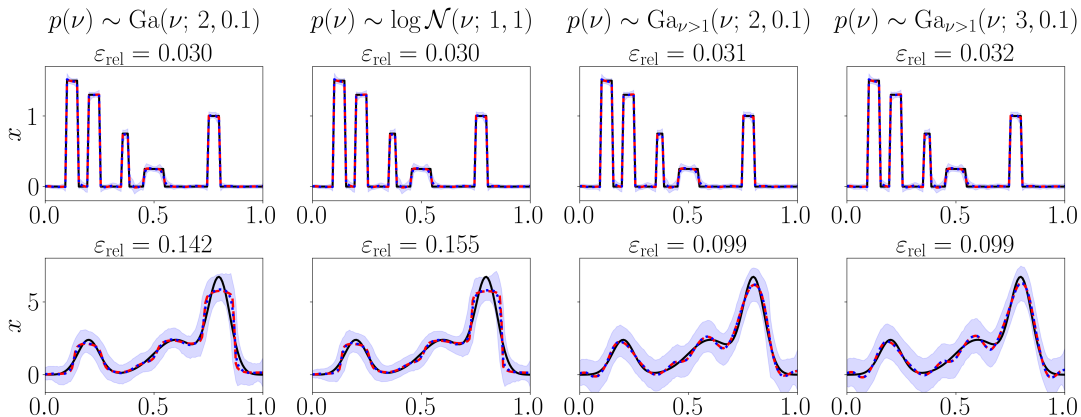 p(ν) ∼ Ga(ν; 2, 0.1) p(ν) ∼ log 𝒩(ν; 1, 1) p(ν) ∼ Ga_{ν>1}(ν; 2, 0.1) p(ν) ∼ Ga_{ν>1}(ν; 3, 0.1)
ε_rel = 0.030 ε_rel = 0.030 ε_rel = 0.031 ε_rel = 0.032
1
x
0
0.0 0.5 1.0 0.0 0.5 1.0 0.0 0.5 1.0 0.0 0.5 1.0
ε_rel = 0.142 ε_rel = 0.155 ε_rel = 0.099 ε_rel = 0.099
5
x
0
0.0 0.5 1.0 0.0 0.5 1.0 0.0 0.5 1.0 0.0 0.5 1.0